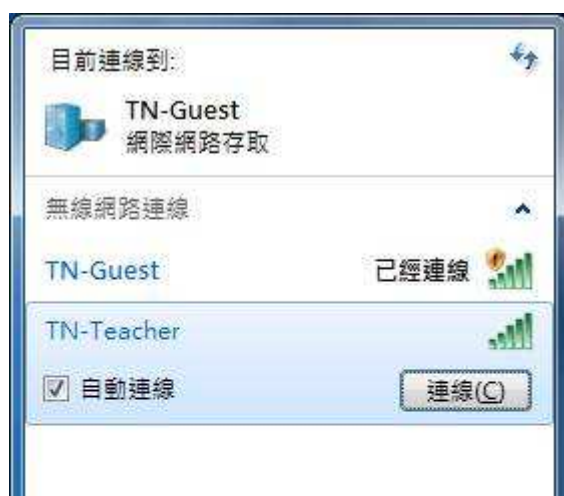 目前連線到:
TN-Guest
網際網路存取
無線網路連線
TN-Guest 已經連線
TN-Teacher
自動連線 連線(C)